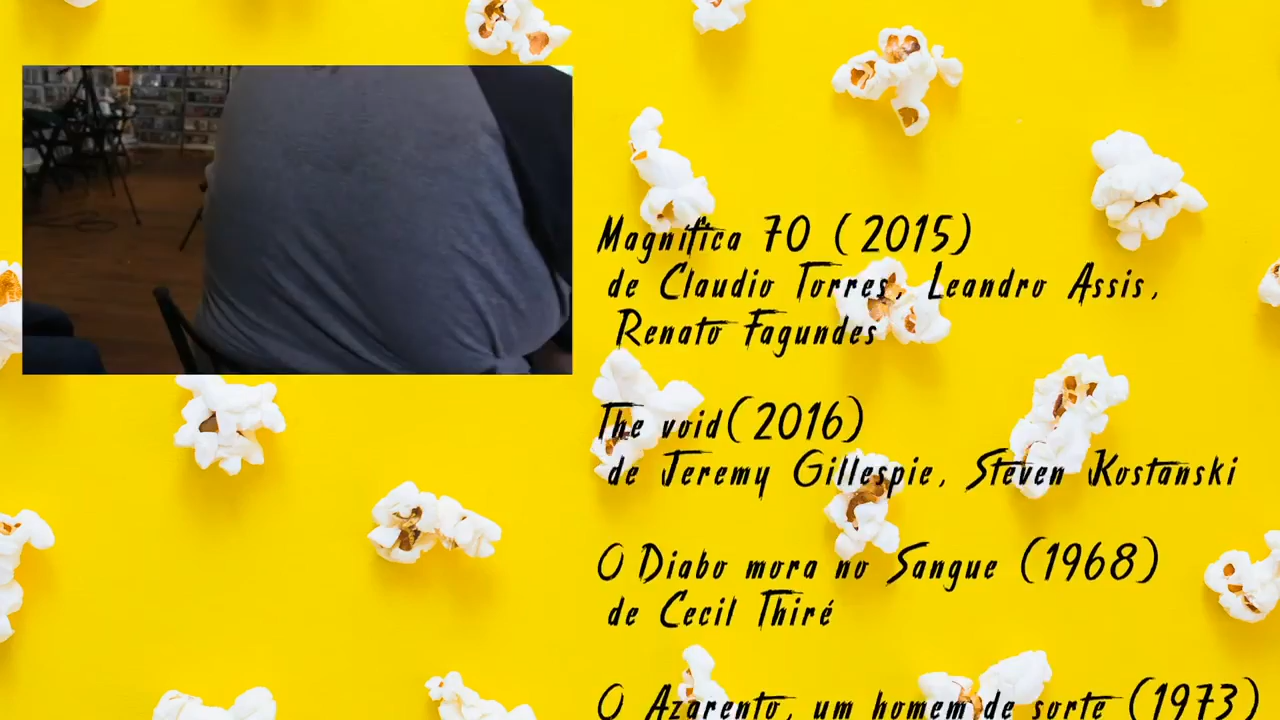 Magnífica 70 (2015)
de Claudio Torres, Leandro Assis,
Renato Fagundes
The void(2016)
de Jeremy Gillespie, Steven Kostanski
O Diabo mora no Sangue (1968)
de Cecil Thiré
O Azarento, um homem de sorte (1973)